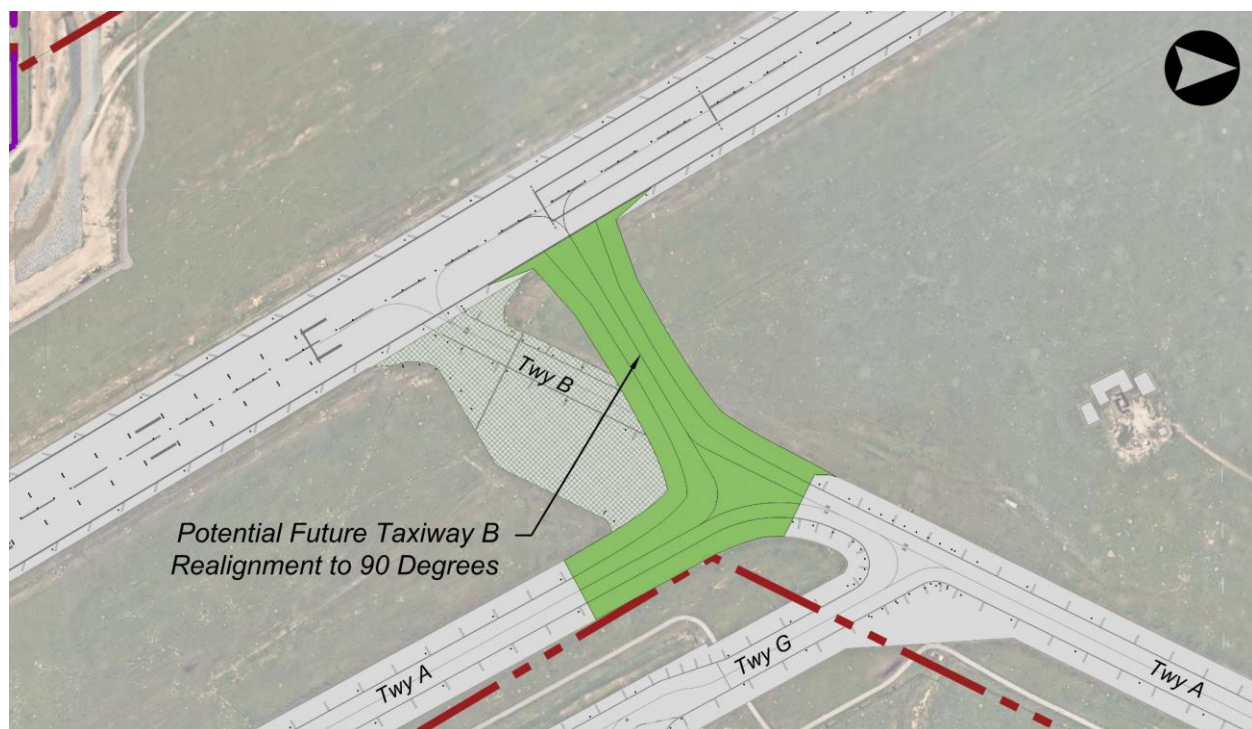 Twy B
Potential Future Taxiway B
Realignment to 90 Degrees
Twy A
Twy G
Twy A